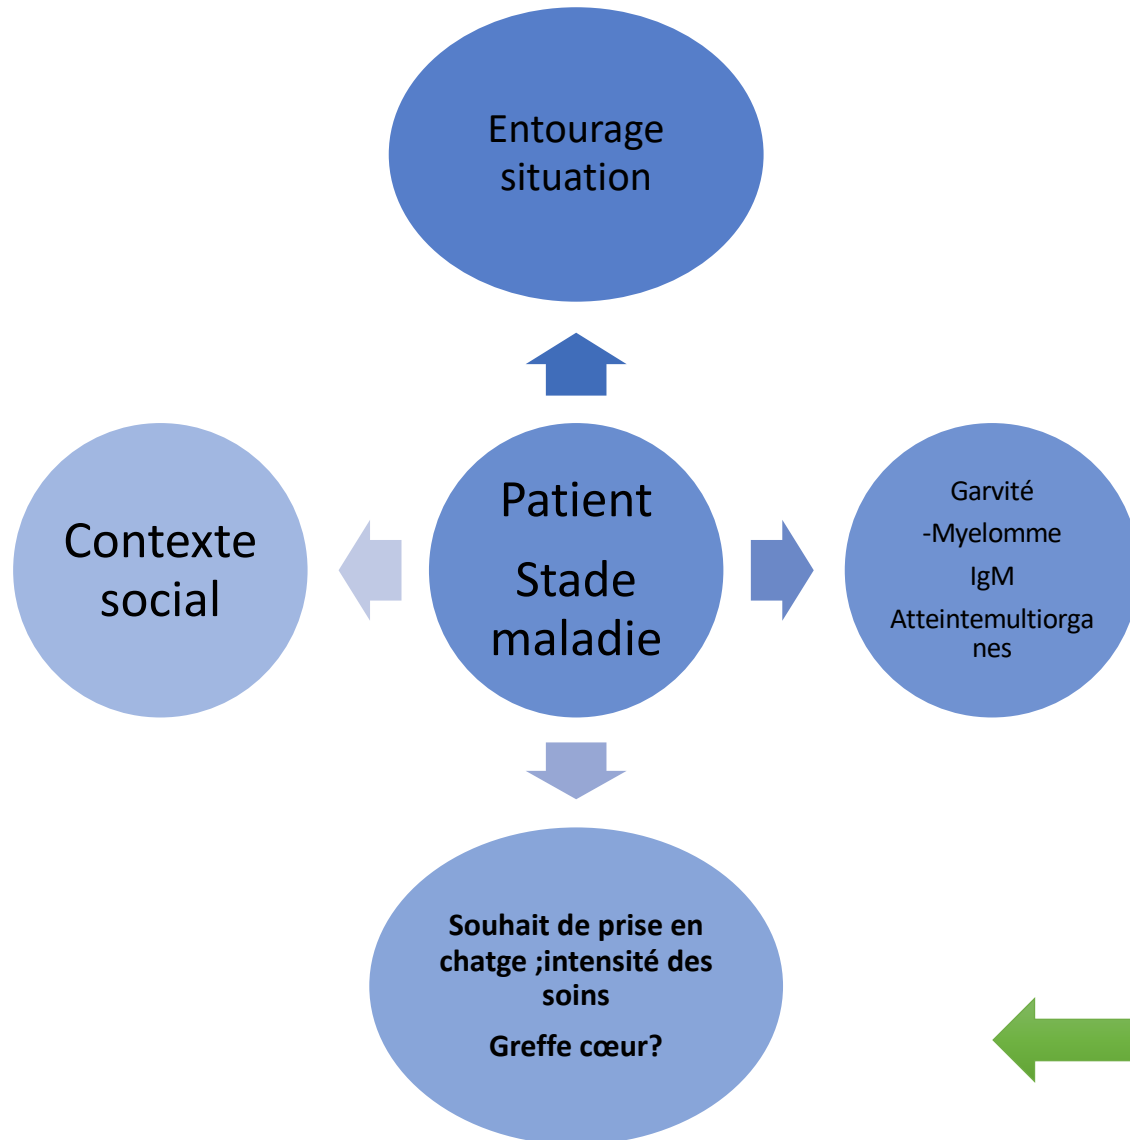 Entourage
situation
Contexte
social
Patient
Stade
maladie
Garvité
-Myelomme
IgM
Atteintemultiorga
nes
Souhait de prise en
chatge ;intensité des
soins
Greffe cœur?